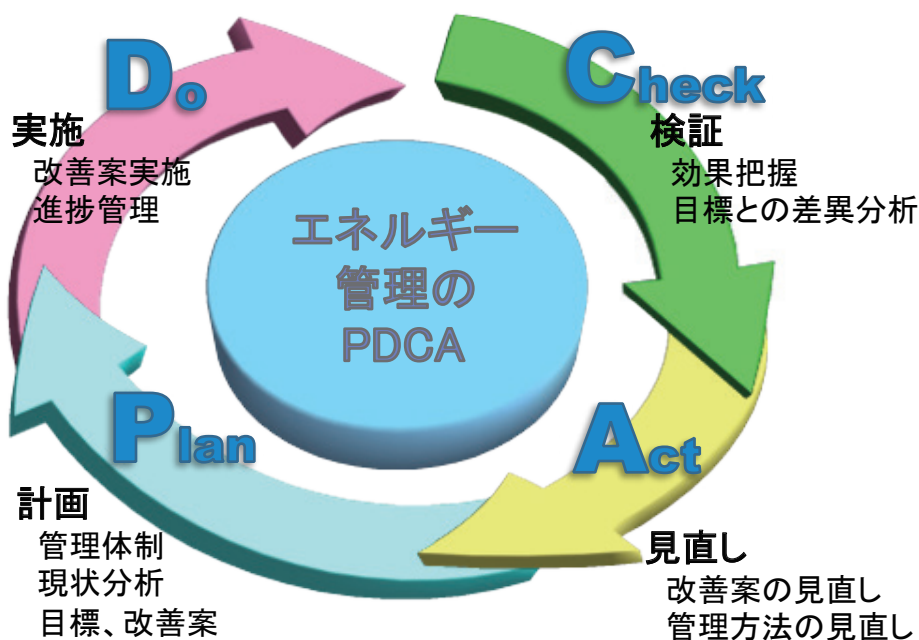 Do
実施
改善案実施
進捗管理
Check
検証
効果把握
目標との差異分析
エネルギー
管理の
PDCA
Plan
計画
管理体制
現状分析
目標、改善案
Act
見直し
改善案の見直し
管理方法の見直し